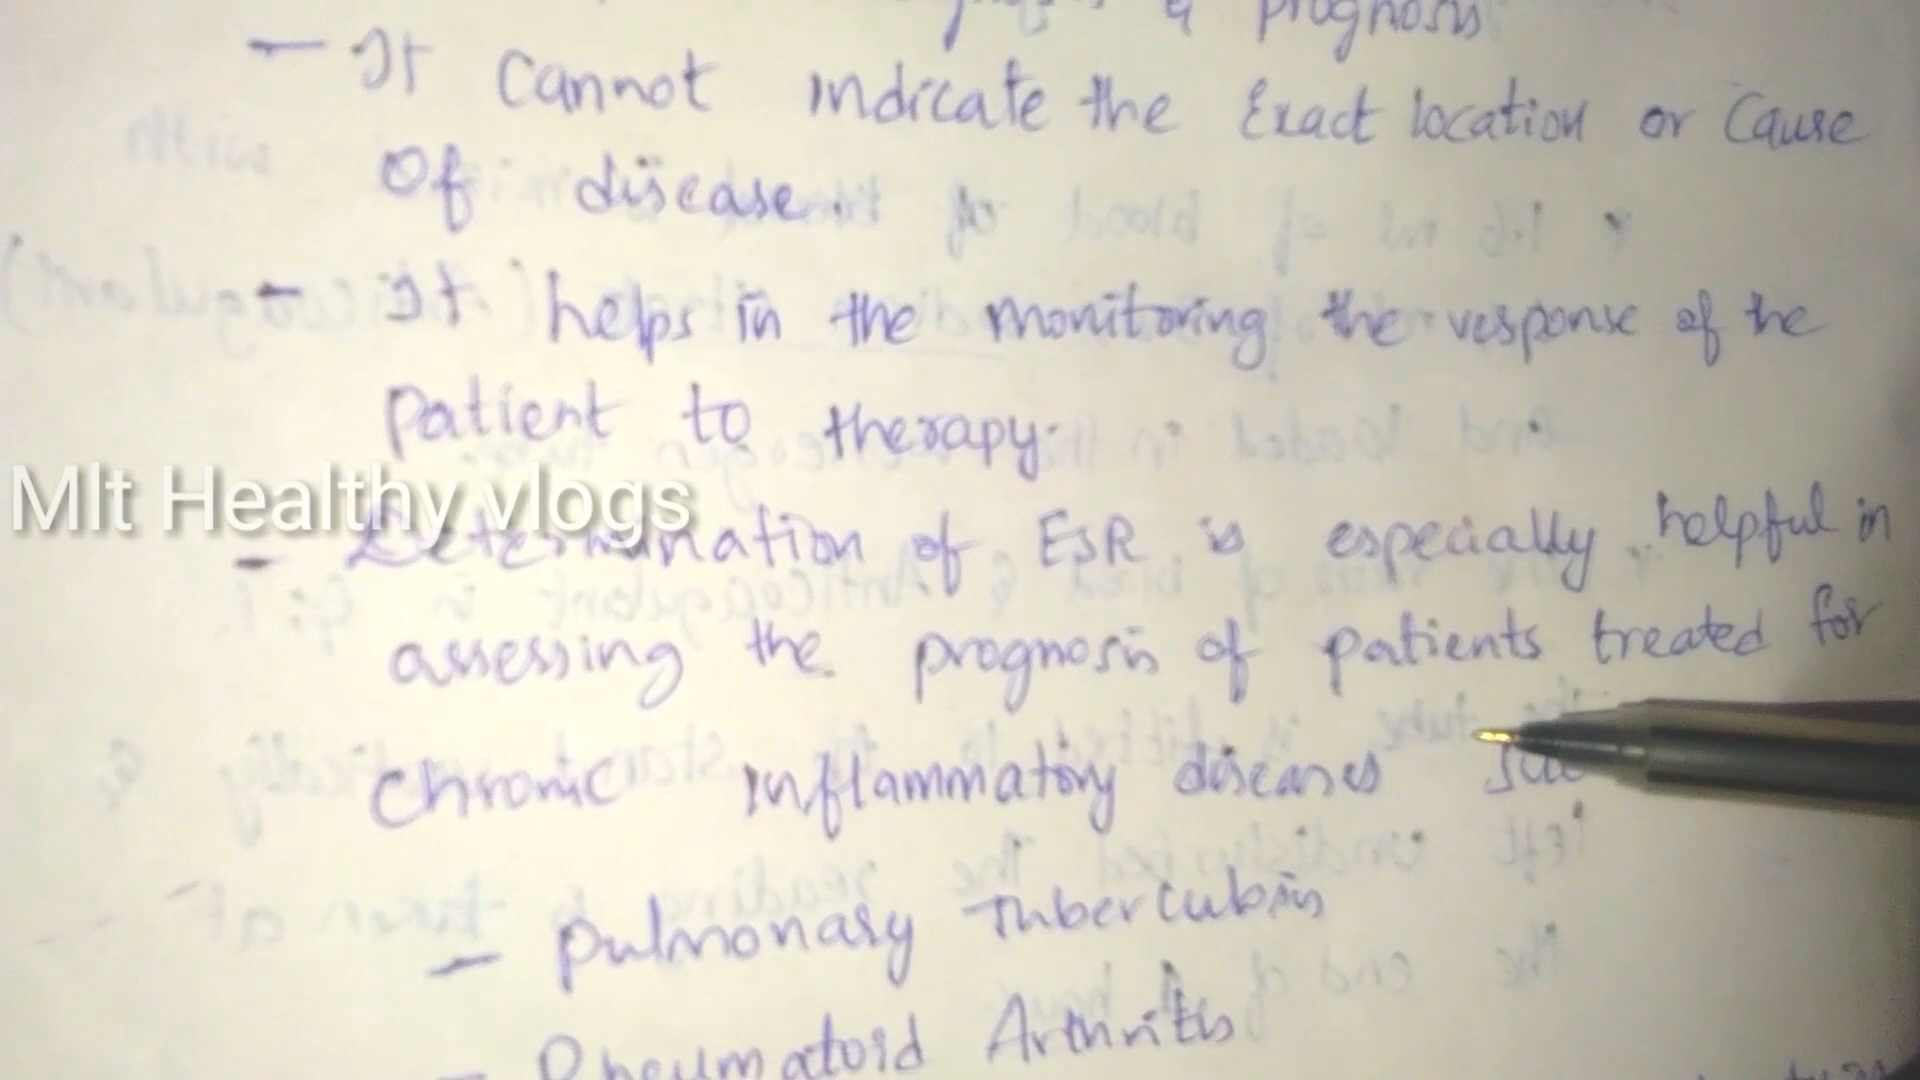 & prognosis
- It cannot indicate the Exact location or Cause
of disease.
- It helps in the monitoring the response of the
patient to therapy.
Mlt Healthy vlogs
- Determination of ESR is especially helpful in
assessing the prognosis of patients treated for
chronic inflammatory diseases
- pulmonary Tuberculosis
- Rheumatoid Arthritis